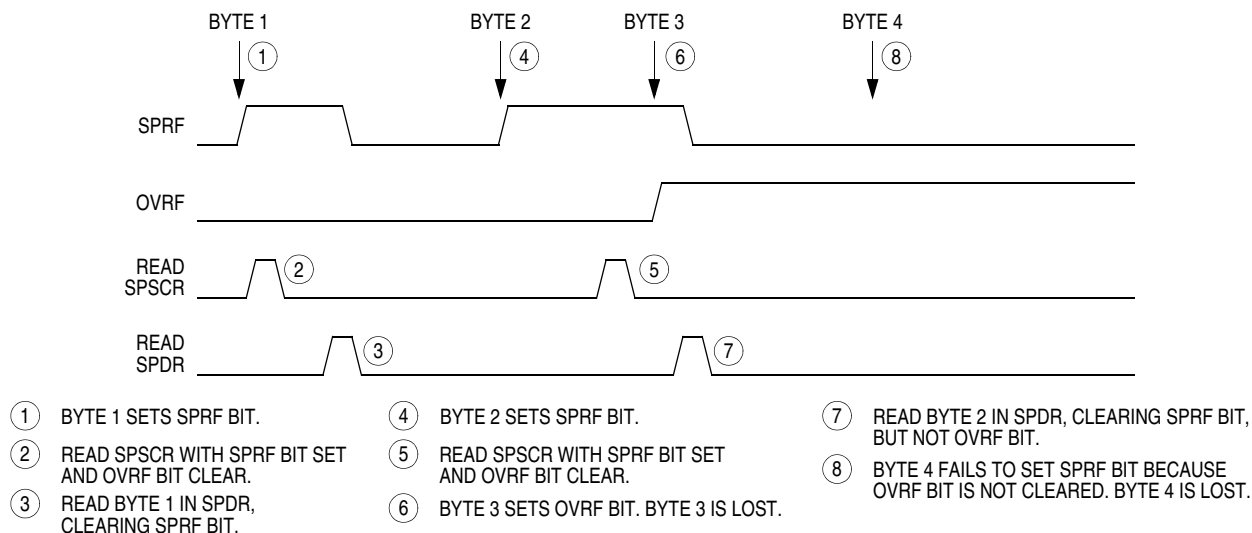 BYTE 1 BYTE 2 BYTE 3 BYTE 4
1 4 6 8
SPRF
OVRF
READ
SPSCR
2 5
READ
SPDR
3 7
1 BYTE 1 SETS SPRF BIT.
2 READ SPSCR WITH SPRF BIT SET
AND OVRF BIT CLEAR.
3 READ BYTE 1 IN SPDR,
CLEARING SPRF BIT.
4 BYTE 2 SETS SPRF BIT.
5 READ SPSCR WITH SPRF BIT SET
AND OVRF BIT CLEAR.
6 BYTE 3 SETS OVRF BIT. BYTE 3 IS LOST.
7 READ BYTE 2 IN SPDR, CLEARING SPRF BIT,
BUT NOT OVRF BIT.
8 BYTE 4 FAILS TO SET SPRF BIT BECAUSE
OVRF BIT IS NOT CLEARED. BYTE 4 IS LOST.